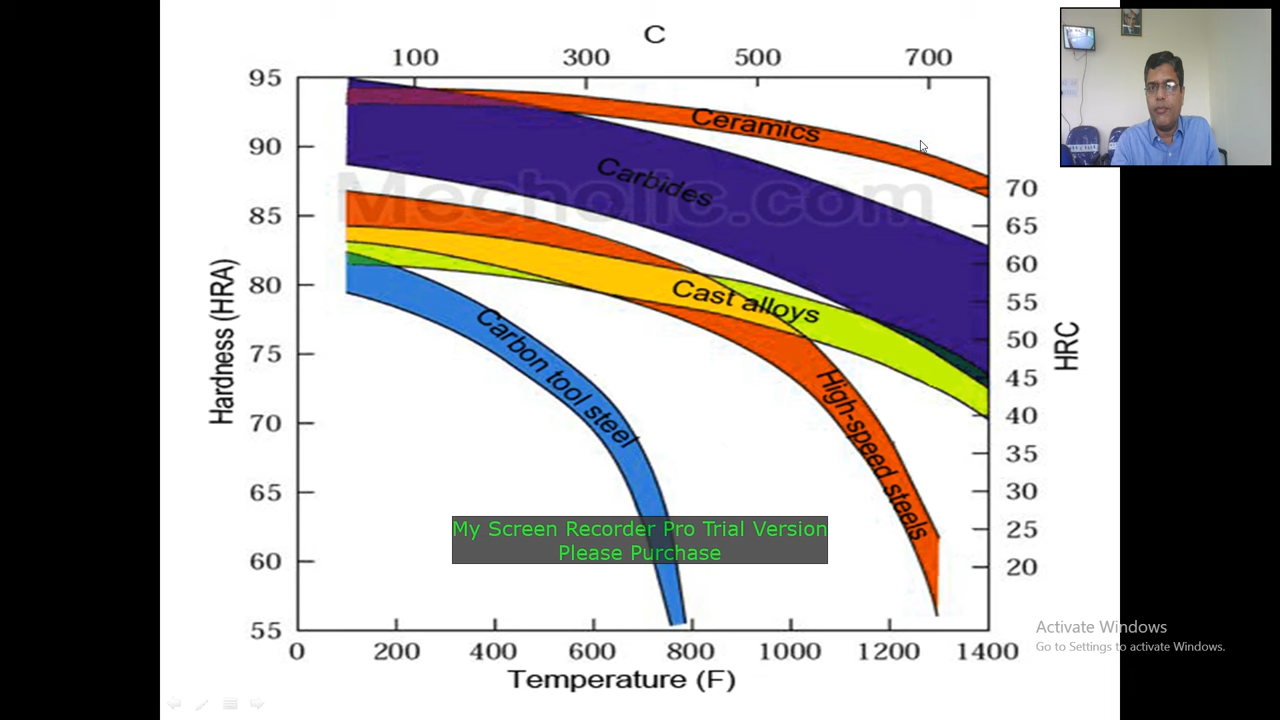 C
100 300 500 700
95
90
85
80
75
70
65
60
55
Hardness (HRA)
Ceramics
Carbides
Mecholic.com
Cast alloys
Carbon tool steel
High-speed steels
70
65
60
55
50
45
40
35
30
25
20
HRC
My Screen Recorder Pro Trial Version
Please Purchase
0 200 400 600 800 1000 1200 1400
Temperature (F)
Activate Windows
Go to Settings to activate Windows.